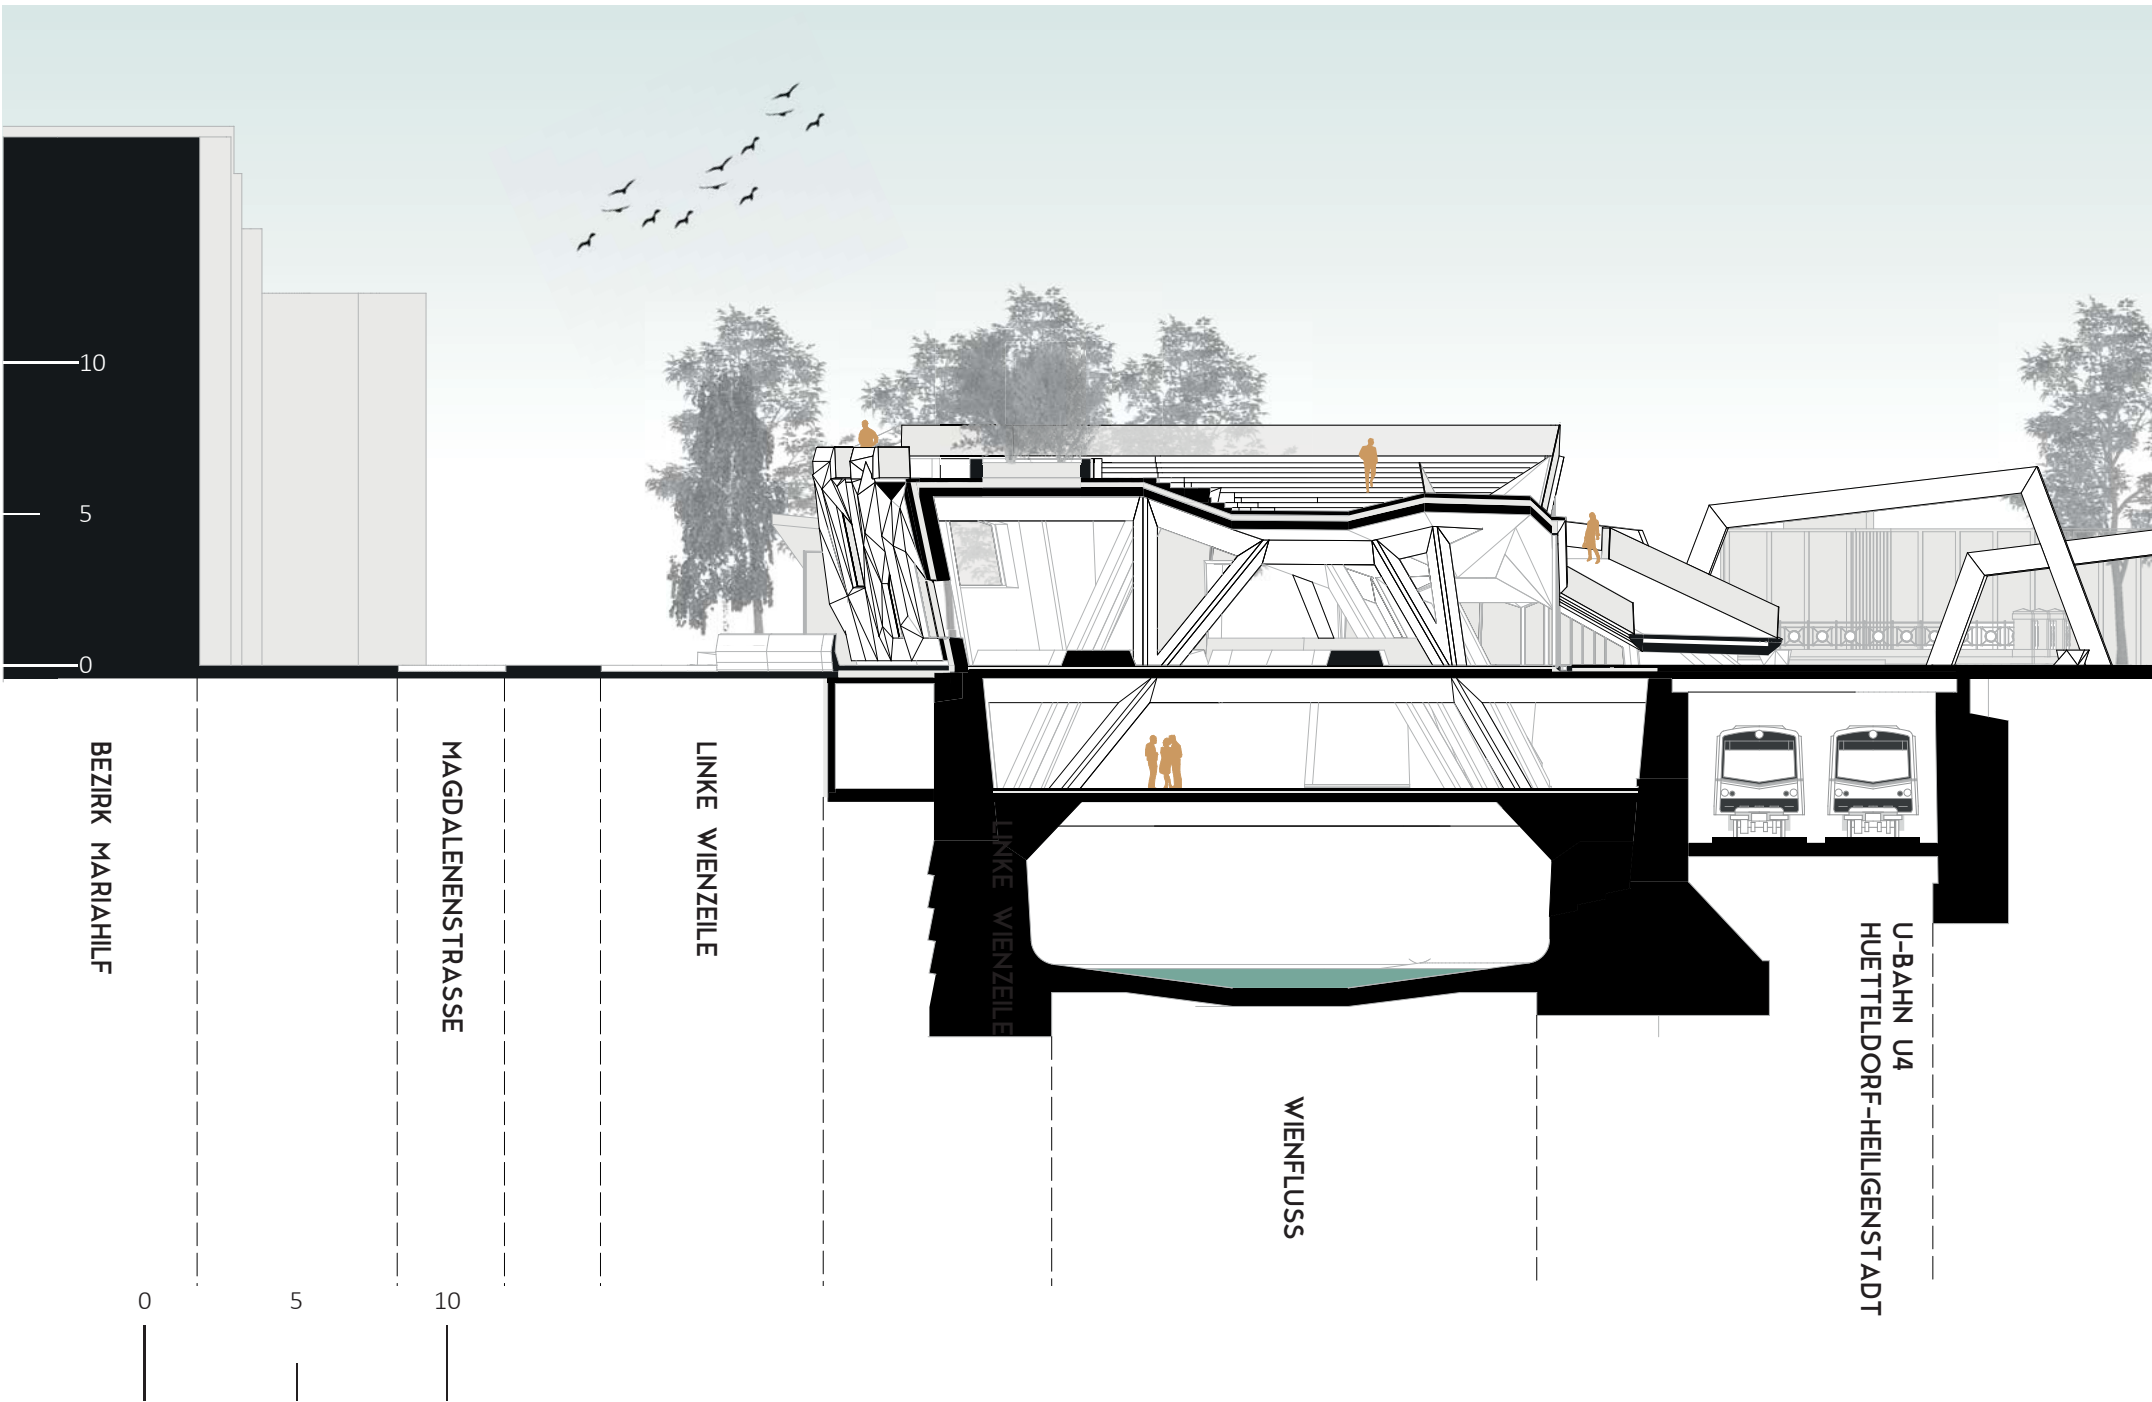 10
5
0
BEZIRK MARIAHILF
MAGDALENENSTRASSE
LINKE WIENZEILE
LINKE WIENZEILE
WIENFLUSS
U-BAHN U4
HUETTELDORF-HEILIGENSTADT
0 5 10